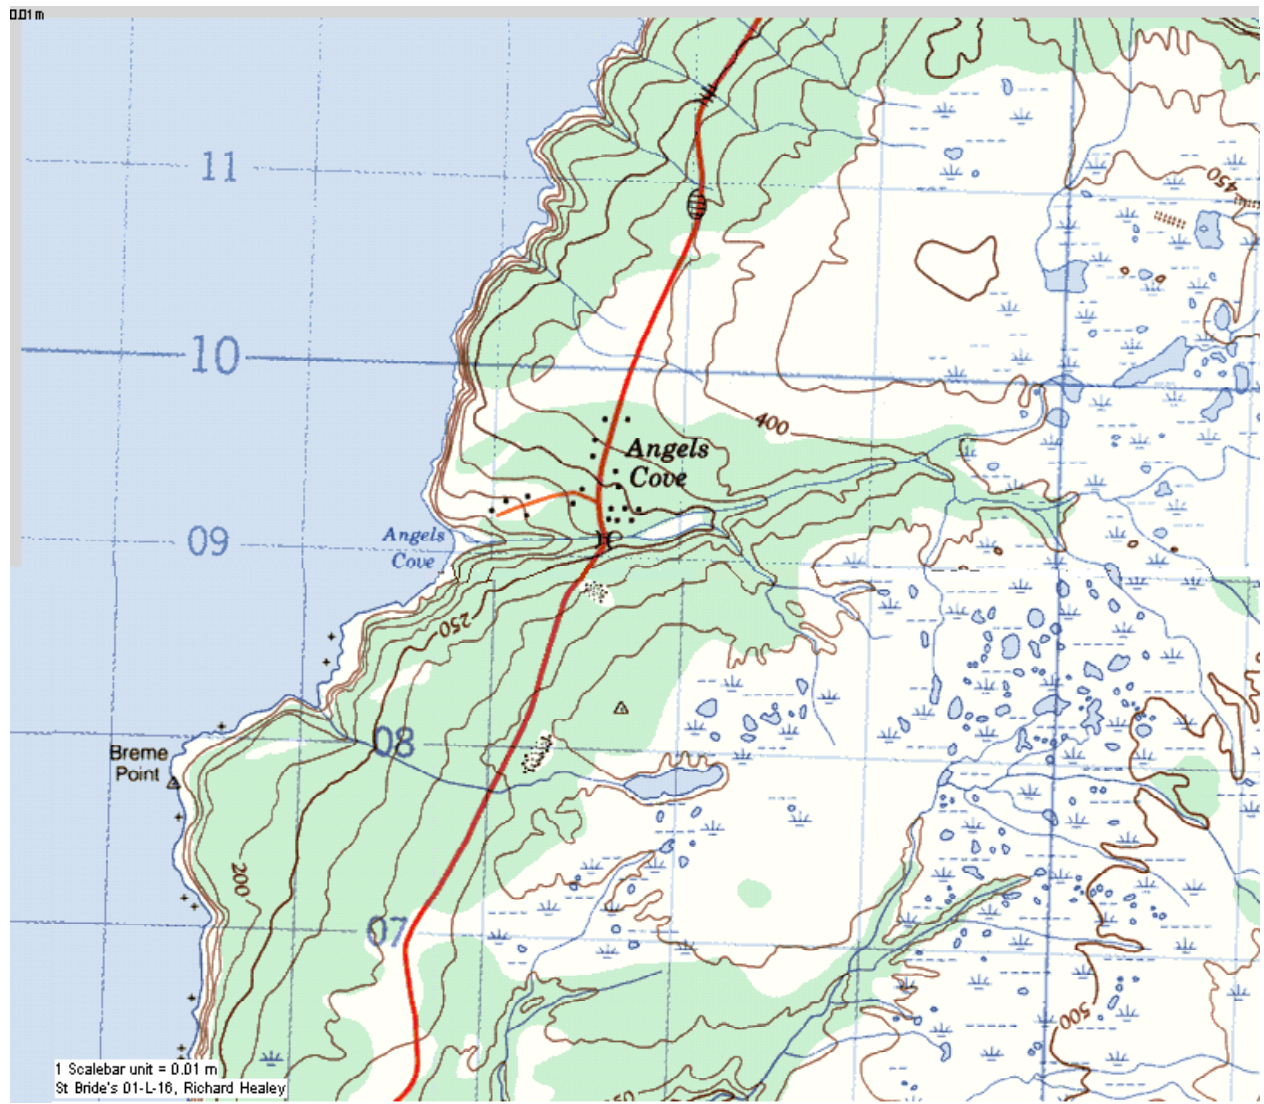 0.01 m
11
450
10
400
Angels
Cove
09
Angels
Cove
250
08
Breme
Point
200
07
500
1 Scalebar unit = 0.01 m
St Bride's 01-L-16, Richard Healey